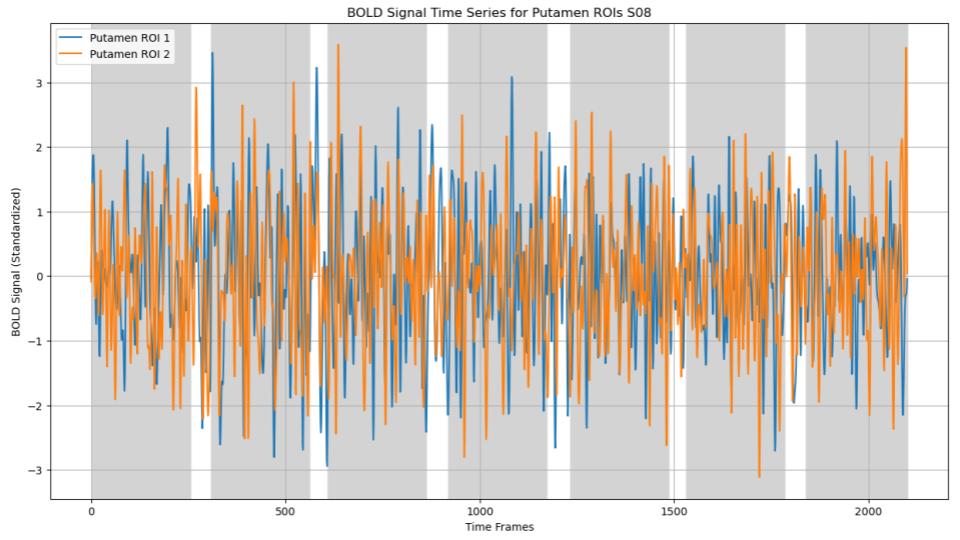 BOLD Signal Time Series for Putamen ROIs S08
Putamen ROI 1
Putamen ROI 2
BOLD Signal (Standardized)
3
2
1
0
−1
−2
−3
0
500
1000
1500
2000
Time Frames